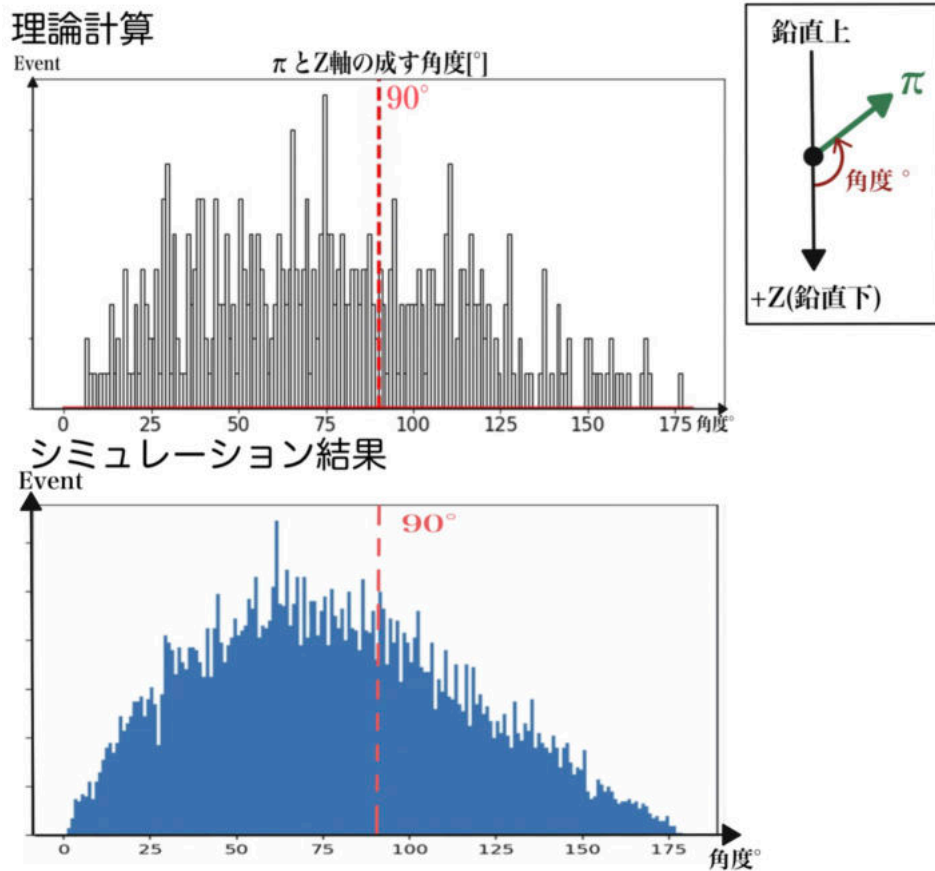 理論計算
Event
πとZ軸の成す角度[°]
90°
0 25 50 75 100 125 150 175 角度°
鉛直上
π
角度 °
+Z(鉛直下)
シミュレーション結果
Event
90°
0 25 50 75 100 125 150 175
角度°